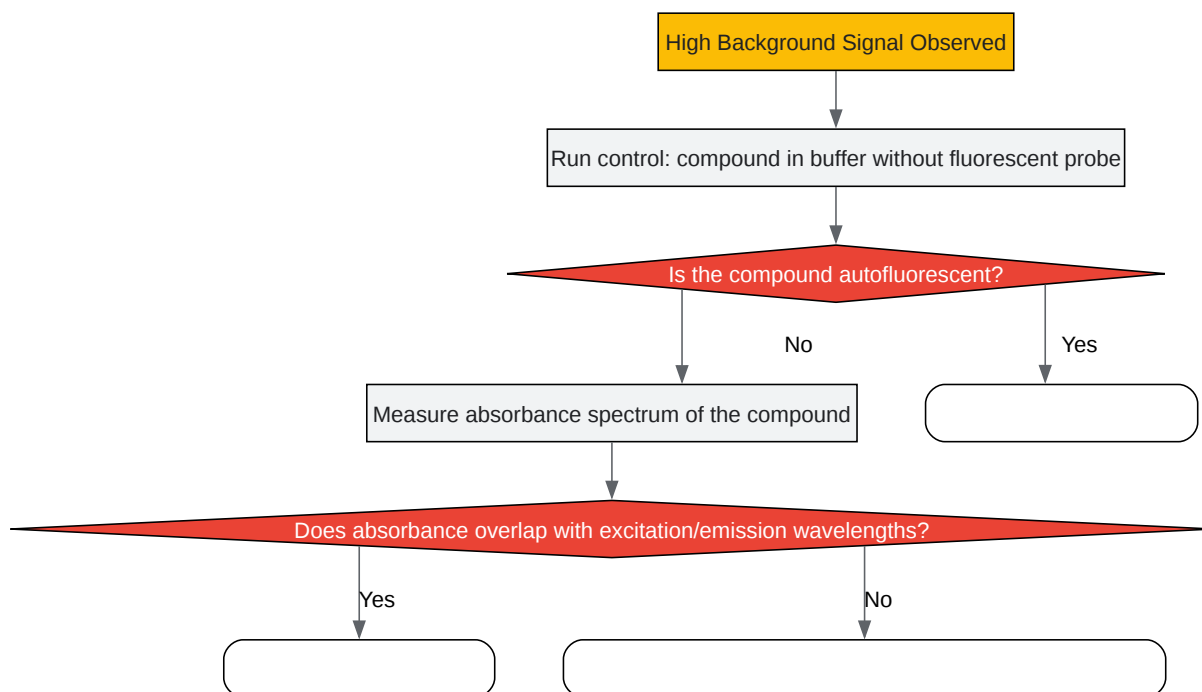 High Background Signal Observed
Run control: compound in buffer without fluorescent probe
Is the compound autofluorescent?
No
Yes
Measure absorbance spectrum of the compound
Does absorbance overlap with excitation/emission wavelengths?
Yes
No